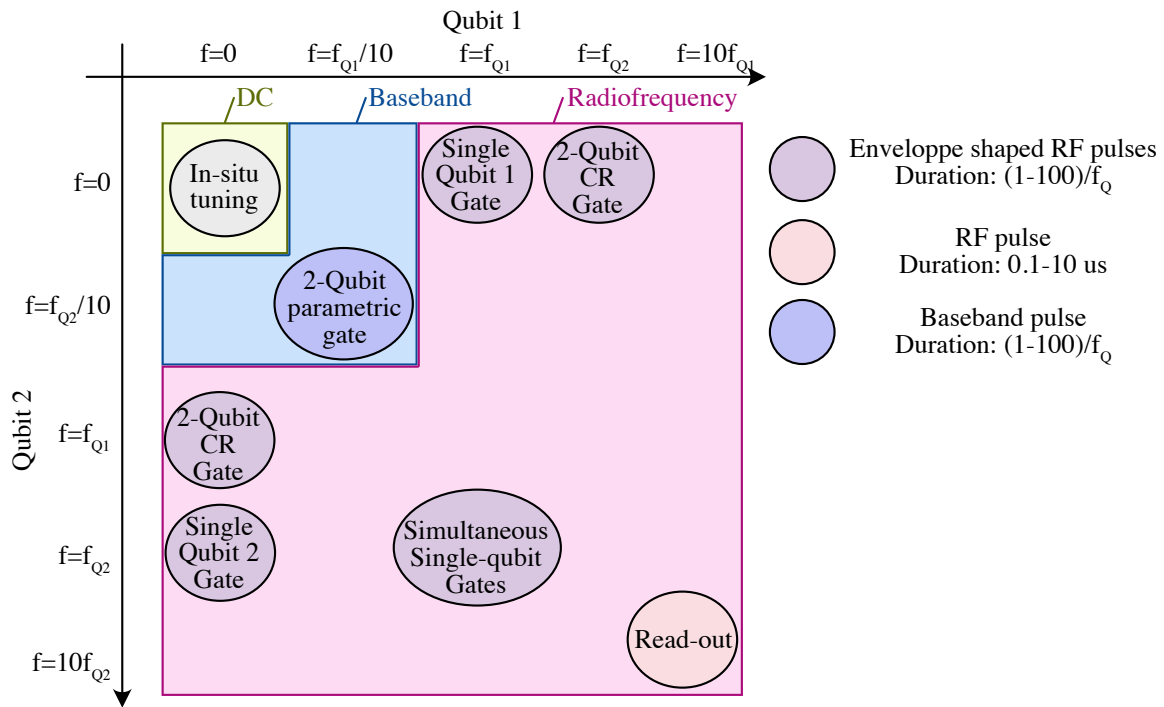 Qubit 1
f=0
f=f_Q1/10
f=f_Q1
f=f_Q2
f=10f_Q1
DC
Baseband
Radiofrequency
Qubit 2
f=0
f=f_Q2/10
f=f_Q1
f=f_Q2
f=10f_Q2
In-situ
tuning
Single
Qubit 1
Gate
2-Qubit
CR
Gate
2-Qubit
parametric
gate
2-Qubit
CR
Gate
Single
Qubit 2
Gate
Simultaneous
Single-qubit
Gates
Read-out
Enveloppe shaped RF pulses
Duration: (1-100)/f_Q
RF pulse
Duration: 0.1-10 us
Baseband pulse
Duration: (1-100)/f_Q